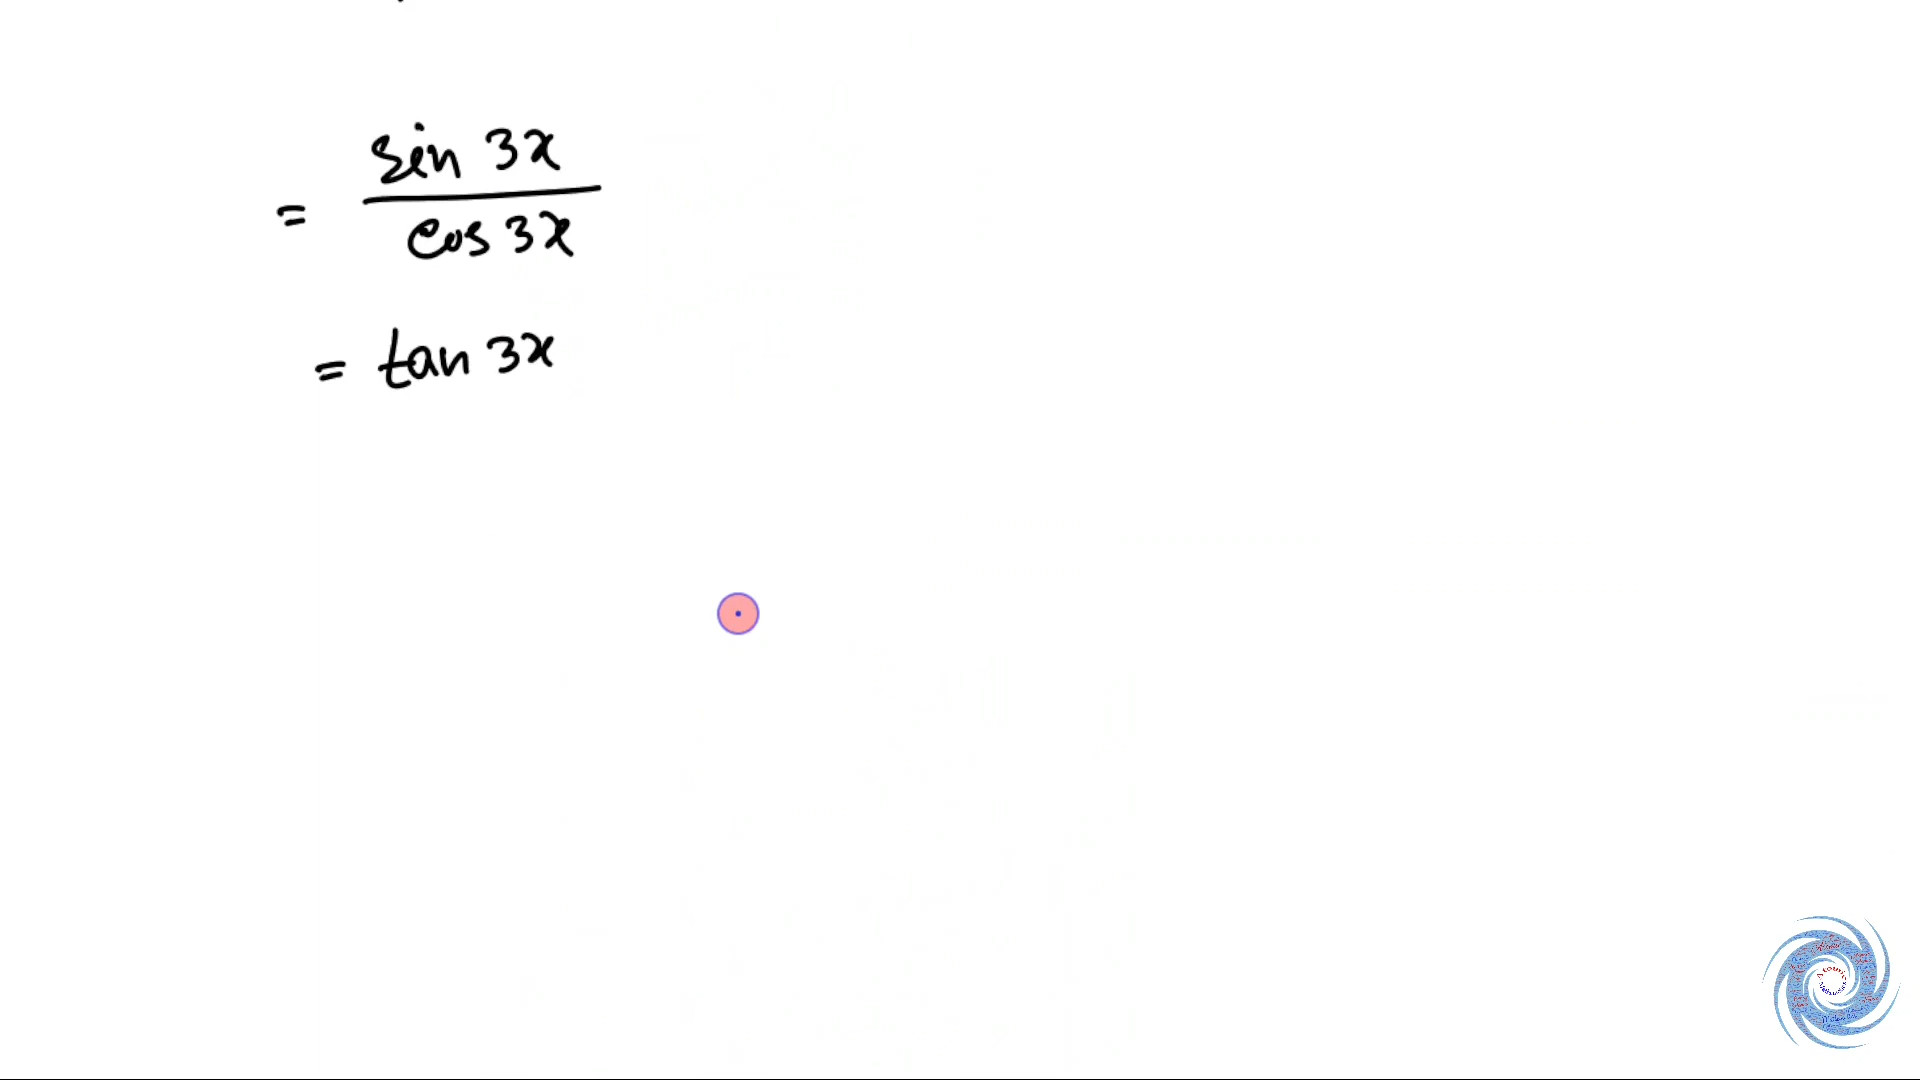 = sin 3x / cos 3x
= tan 3x